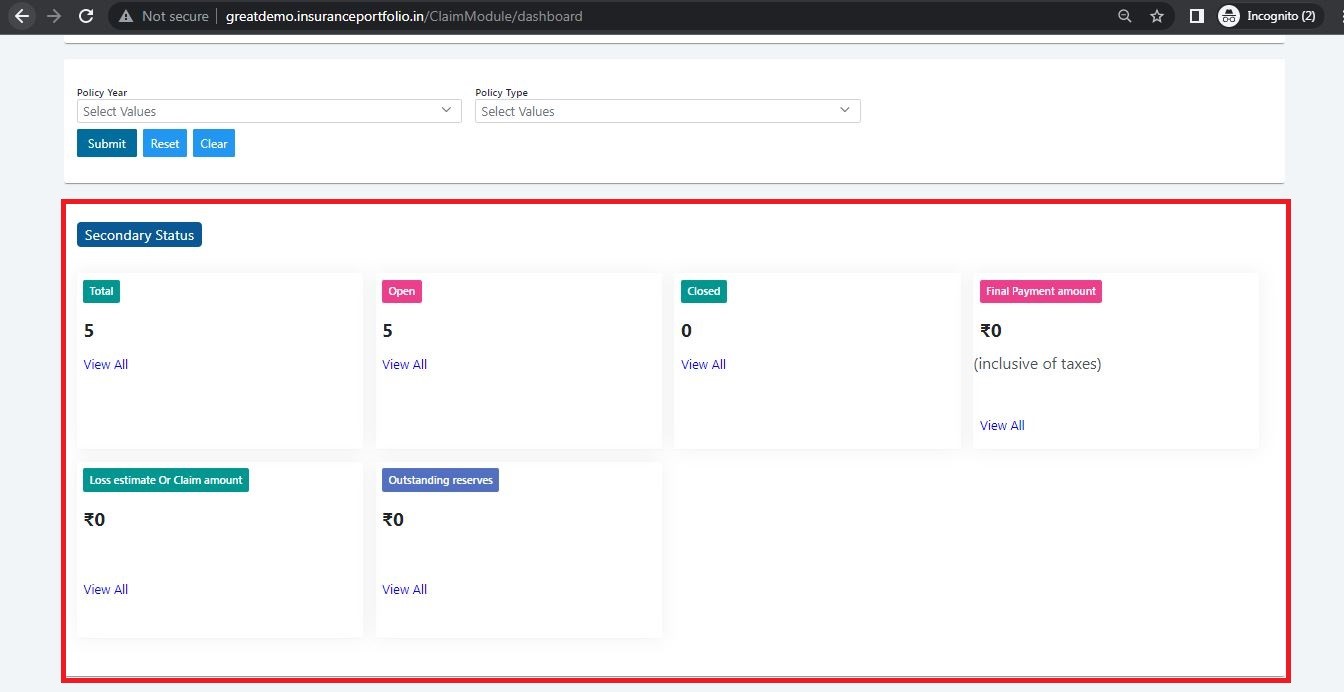 Not secure greatdemo.insuranceportfolio.in/ClaimModule/dashboard Incognito (2)
Policy Year Policy Type
Select Values Select Values
Submit Reset Clear
Secondary Status
Total Open Closed Final Payment amount
5 5 0 ₹0
View All View All View All (inclusive of taxes)
View All
Loss estimate Or Claim amount Outstanding reserves
₹0 ₹0
View All View All